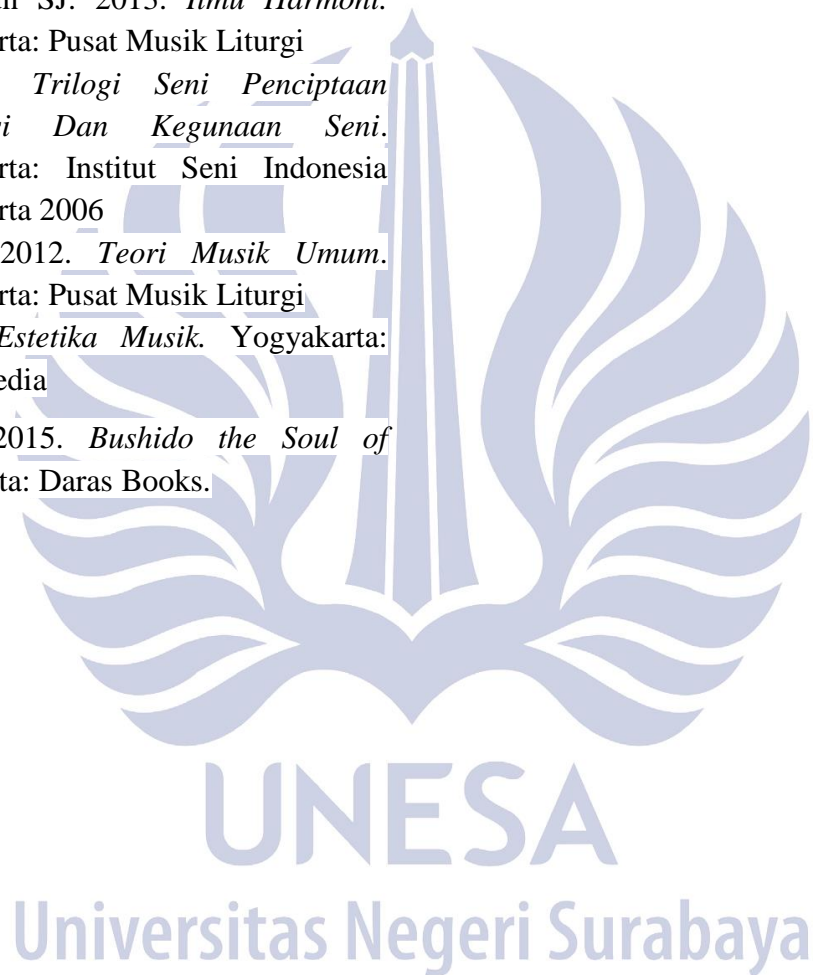 SJ. 2013. Ilmu Harmoni.
rta: Pusat Musik Liturgi
Trilogi Seni Penciptaan
i Dan Kegunaan Seni.
rta: Institut Seni Indonesia
rta 2006
2012. Teori Musik Umum.
rta: Pusat Musik Liturgi
Estetika Musik. Yogyakarta:
edia
2015. Bushido the Soul of
ta: Daras Books.
UNESA
Universitas Negeri Surabaya